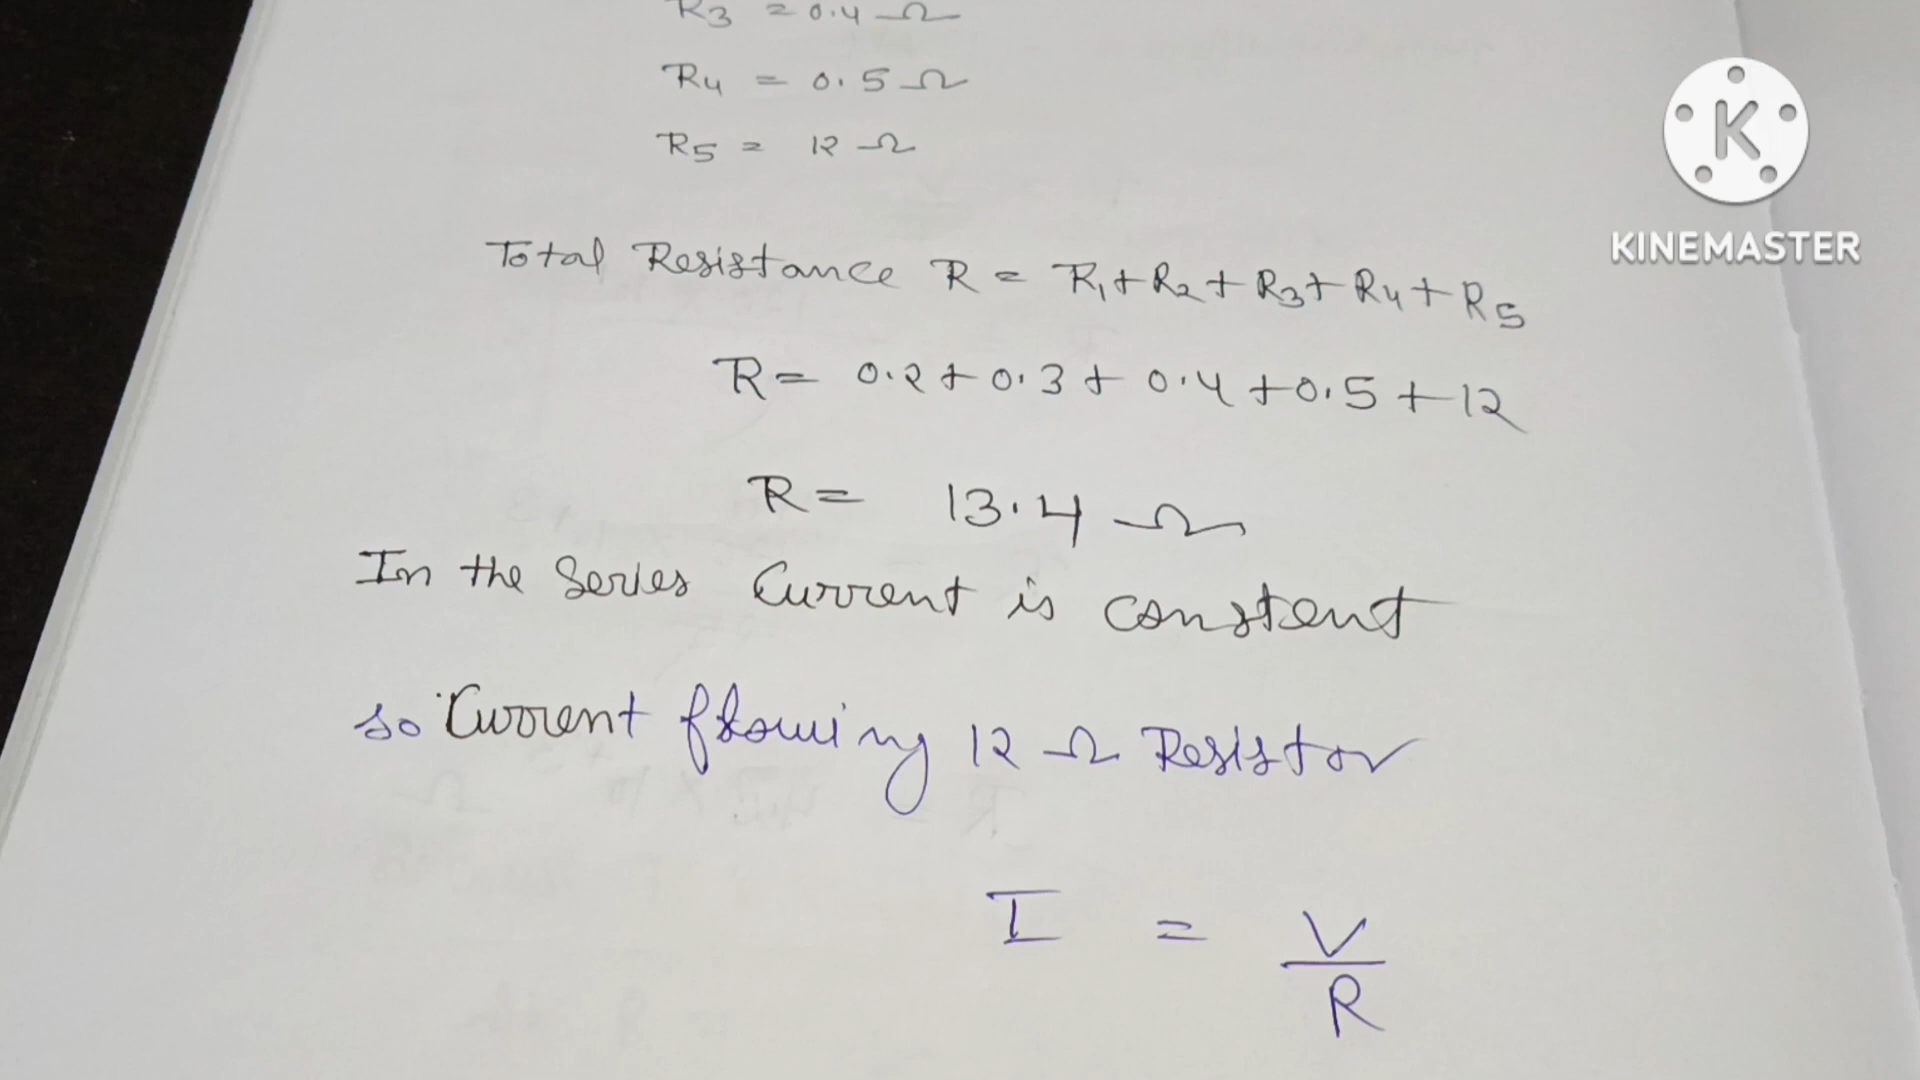 R3 = 0.4 Ω
R4 = 0.5 Ω
R5 = 12 Ω
K
KINEMASTER
Total Resistance R = R1+R2+R3+R4+R5
R= 0.2+0.3+0.4+0.5+12
R= 13.4 Ω
In the Series Current is constent
so Current flowing 12 Ω Resistor
I = V/R